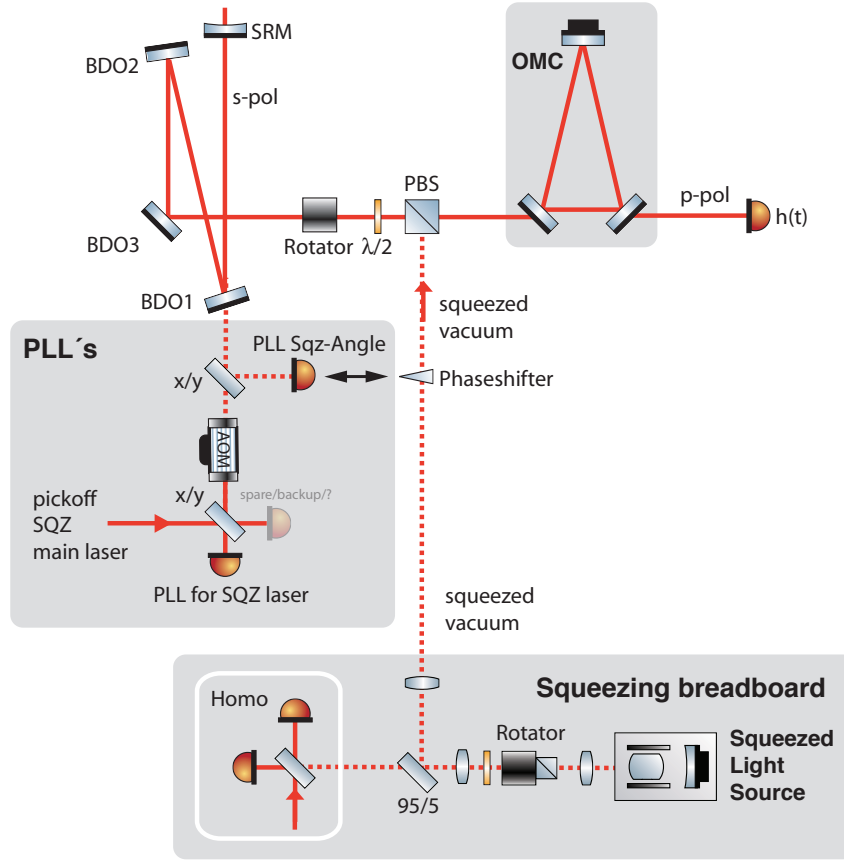 SRM
BDO2
s-pol
OMC
PBS
p-pol
h(t)
BDO3
Rotator
λ/2
BDO1
squeezed
vacuum
PLL´s
PLL Sqz-Angle
x/y
Phaseshifter
AOM
x/y
spare/backup/?
pickoff
SQZ
main laser
PLL for SQZ laser
squeezed
vacuum
Squeezing breadboard
Homo
Rotator
Squeezed
Light
Source
95/5